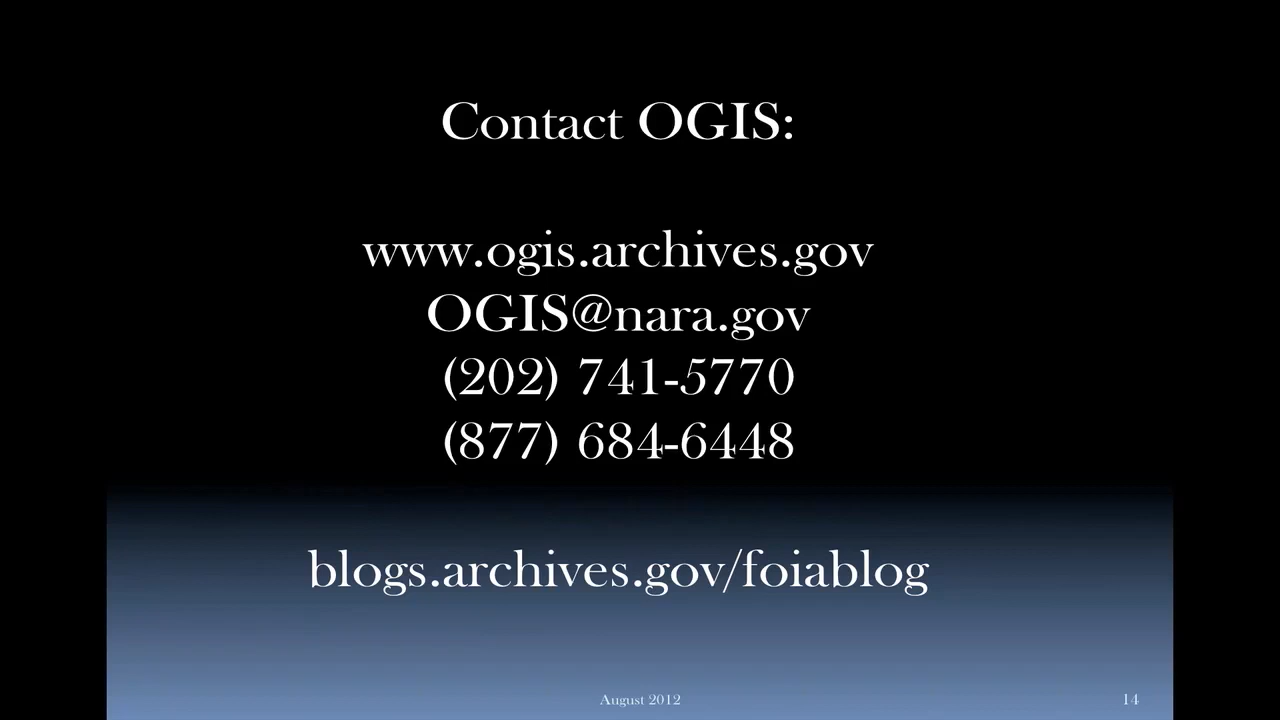 Contact OGIS:
www.ogis.archives.gov
OGIS@nara.gov
(202) 741-5770
(877) 684-6448
blogs.archives.gov/foiablog
August 2012
14